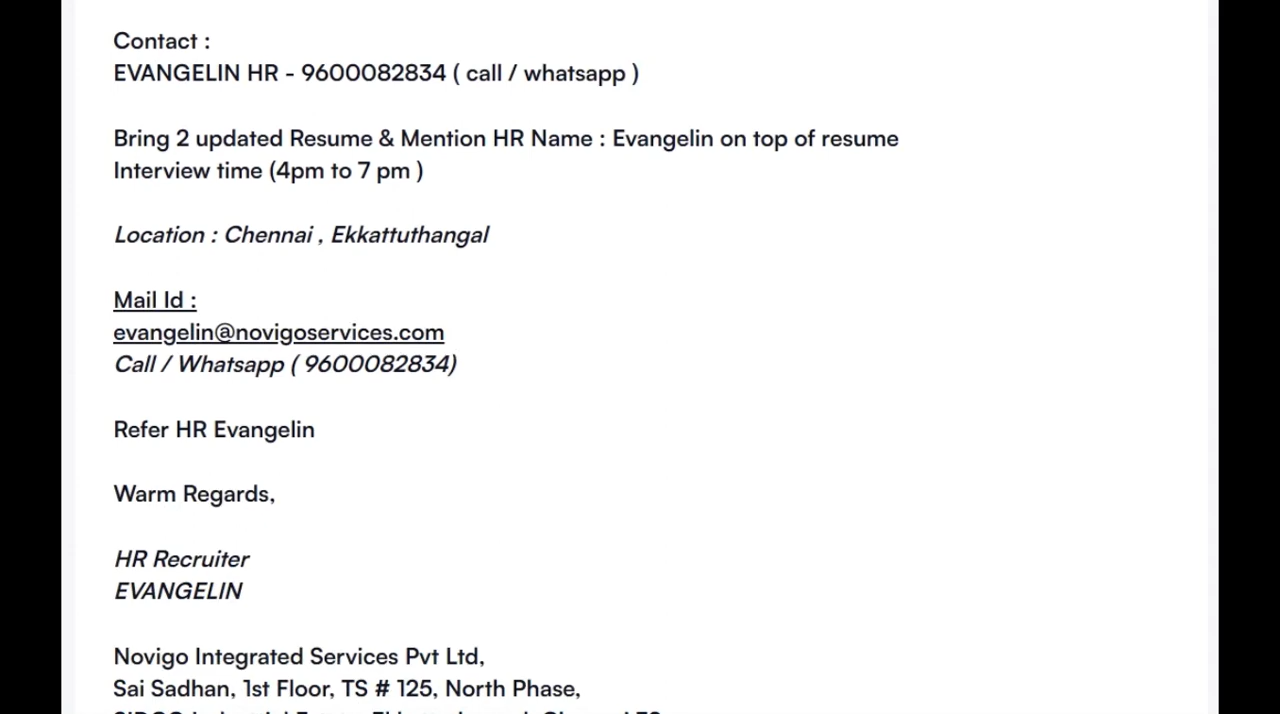 Contact :
EVANGELIN HR - 9600082834 ( call / whatsapp )
Bring 2 updated Resume & Mention HR Name : Evangelin on top of resume
Interview time (4pm to 7 pm )
Location : Chennai , Ekkattuthangal
Mail Id :
evangelin@novigoservices.com
Call / Whatsapp ( 9600082834)
Refer HR Evangelin
Warm Regards,
HR Recruiter
EVANGELIN
Novigo Integrated Services Pvt Ltd,
Sai Sadhan, 1st Floor, TS # 125, North Phase,